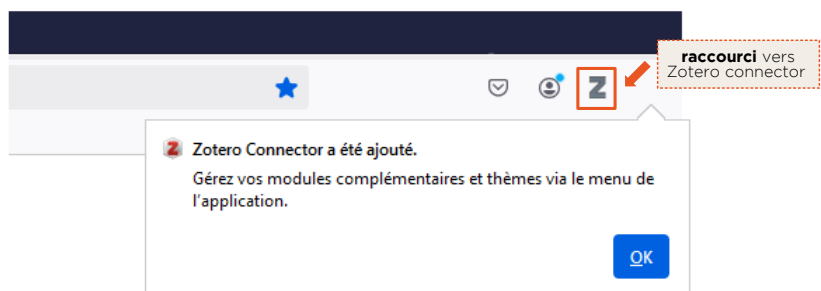 raccourci vers
Zotero connector
Z
Z Zotero Connector a été ajouté.
Gérez vos modules complémentaires et thèmes via le menu de
l'application.
OK